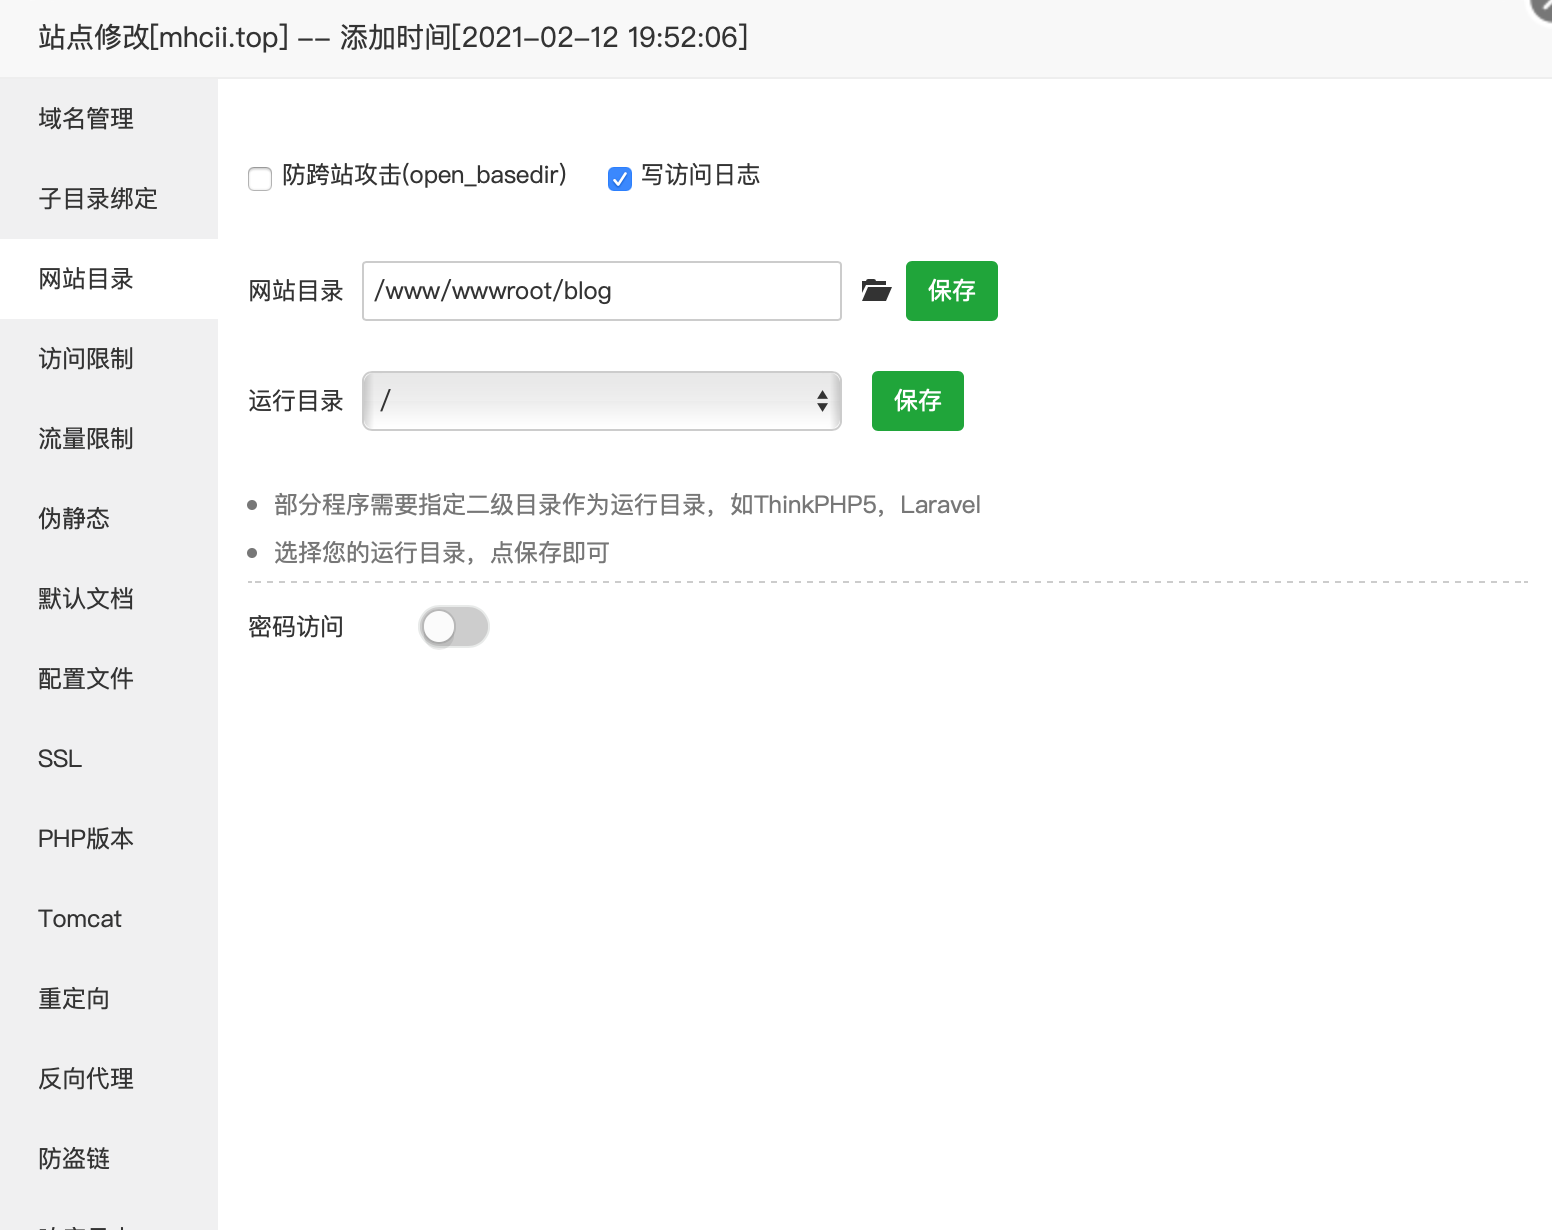 站点修改[mhcii.top] -- 添加时间[2021-02-12 19:52:06]
域名管理
子目录绑定
网站目录
访问限制
流量限制
伪静态
默认文档
配置文件
SSL
PHP版本
Tomcat
重定向
反向代理
防盗链
防跨站攻击(open_basedir) 写访问日志
网站目录 /www/wwwroot/blog 保存
运行目录 / 保存
部分程序需要指定二级目录作为运行目录，如ThinkPHP5，Laravel
选择您的运行目录，点保存即可
密码访问